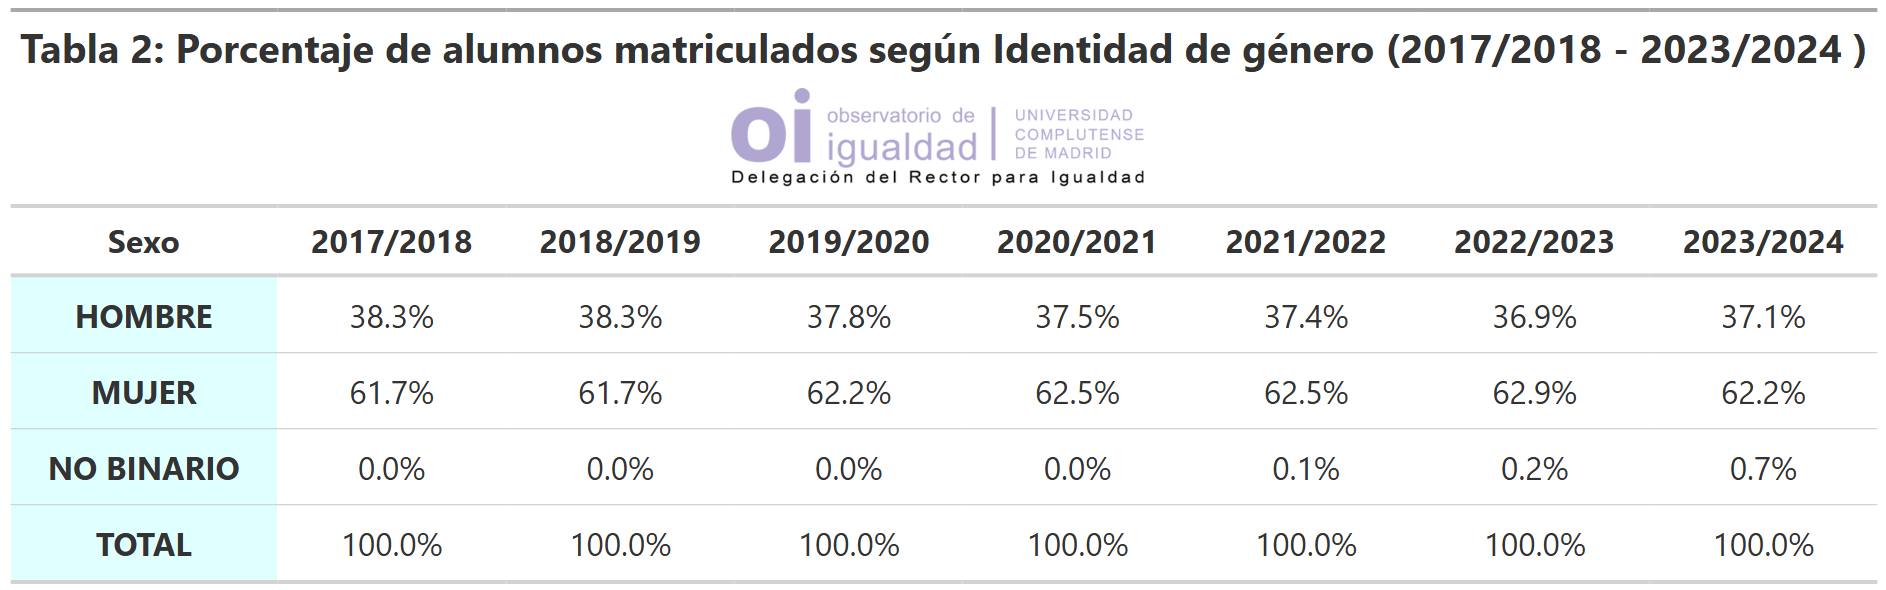 Tabla 2: Porcentaje de alumnos matriculados según Identidad de género (2017/2018 - 2023/2024 )
oi observatorio de igualdad | UNIVERSIDAD COMPLUTENSE DE MADRID
Delegación del Rector para Igualdad
Sexo 2017/2018 2018/2019 2019/2020 2020/2021 2021/2022 2022/2023 2023/2024
HOMBRE 38.3% 38.3% 37.8% 37.5% 37.4% 36.9% 37.1%
MUJER 61.7% 61.7% 62.2% 62.5% 62.5% 62.9% 62.2%
NO BINARIO 0.0% 0.0% 0.0% 0.0% 0.1% 0.2% 0.7%
TOTAL 100.0% 100.0% 100.0% 100.0% 100.0% 100.0% 100.0%